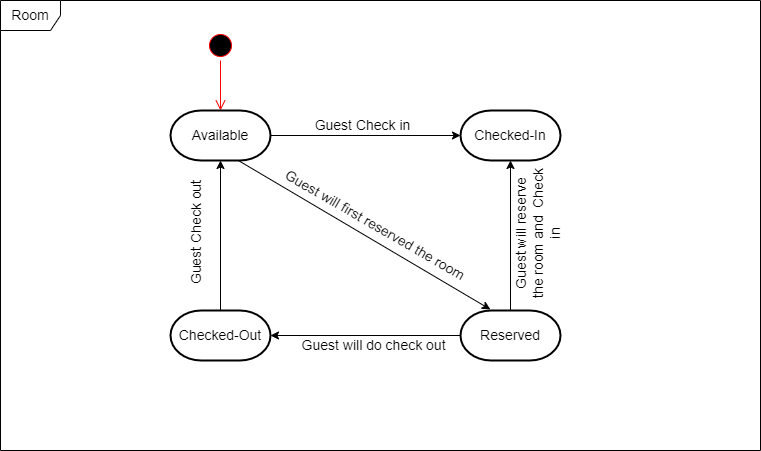 Room
Available
Guest Check in
Checked-In
Guest Check out
Guest will first reserved the room
Guest will reserve
the room and  Check
in
Checked-Out
Guest will do check out
Reserved